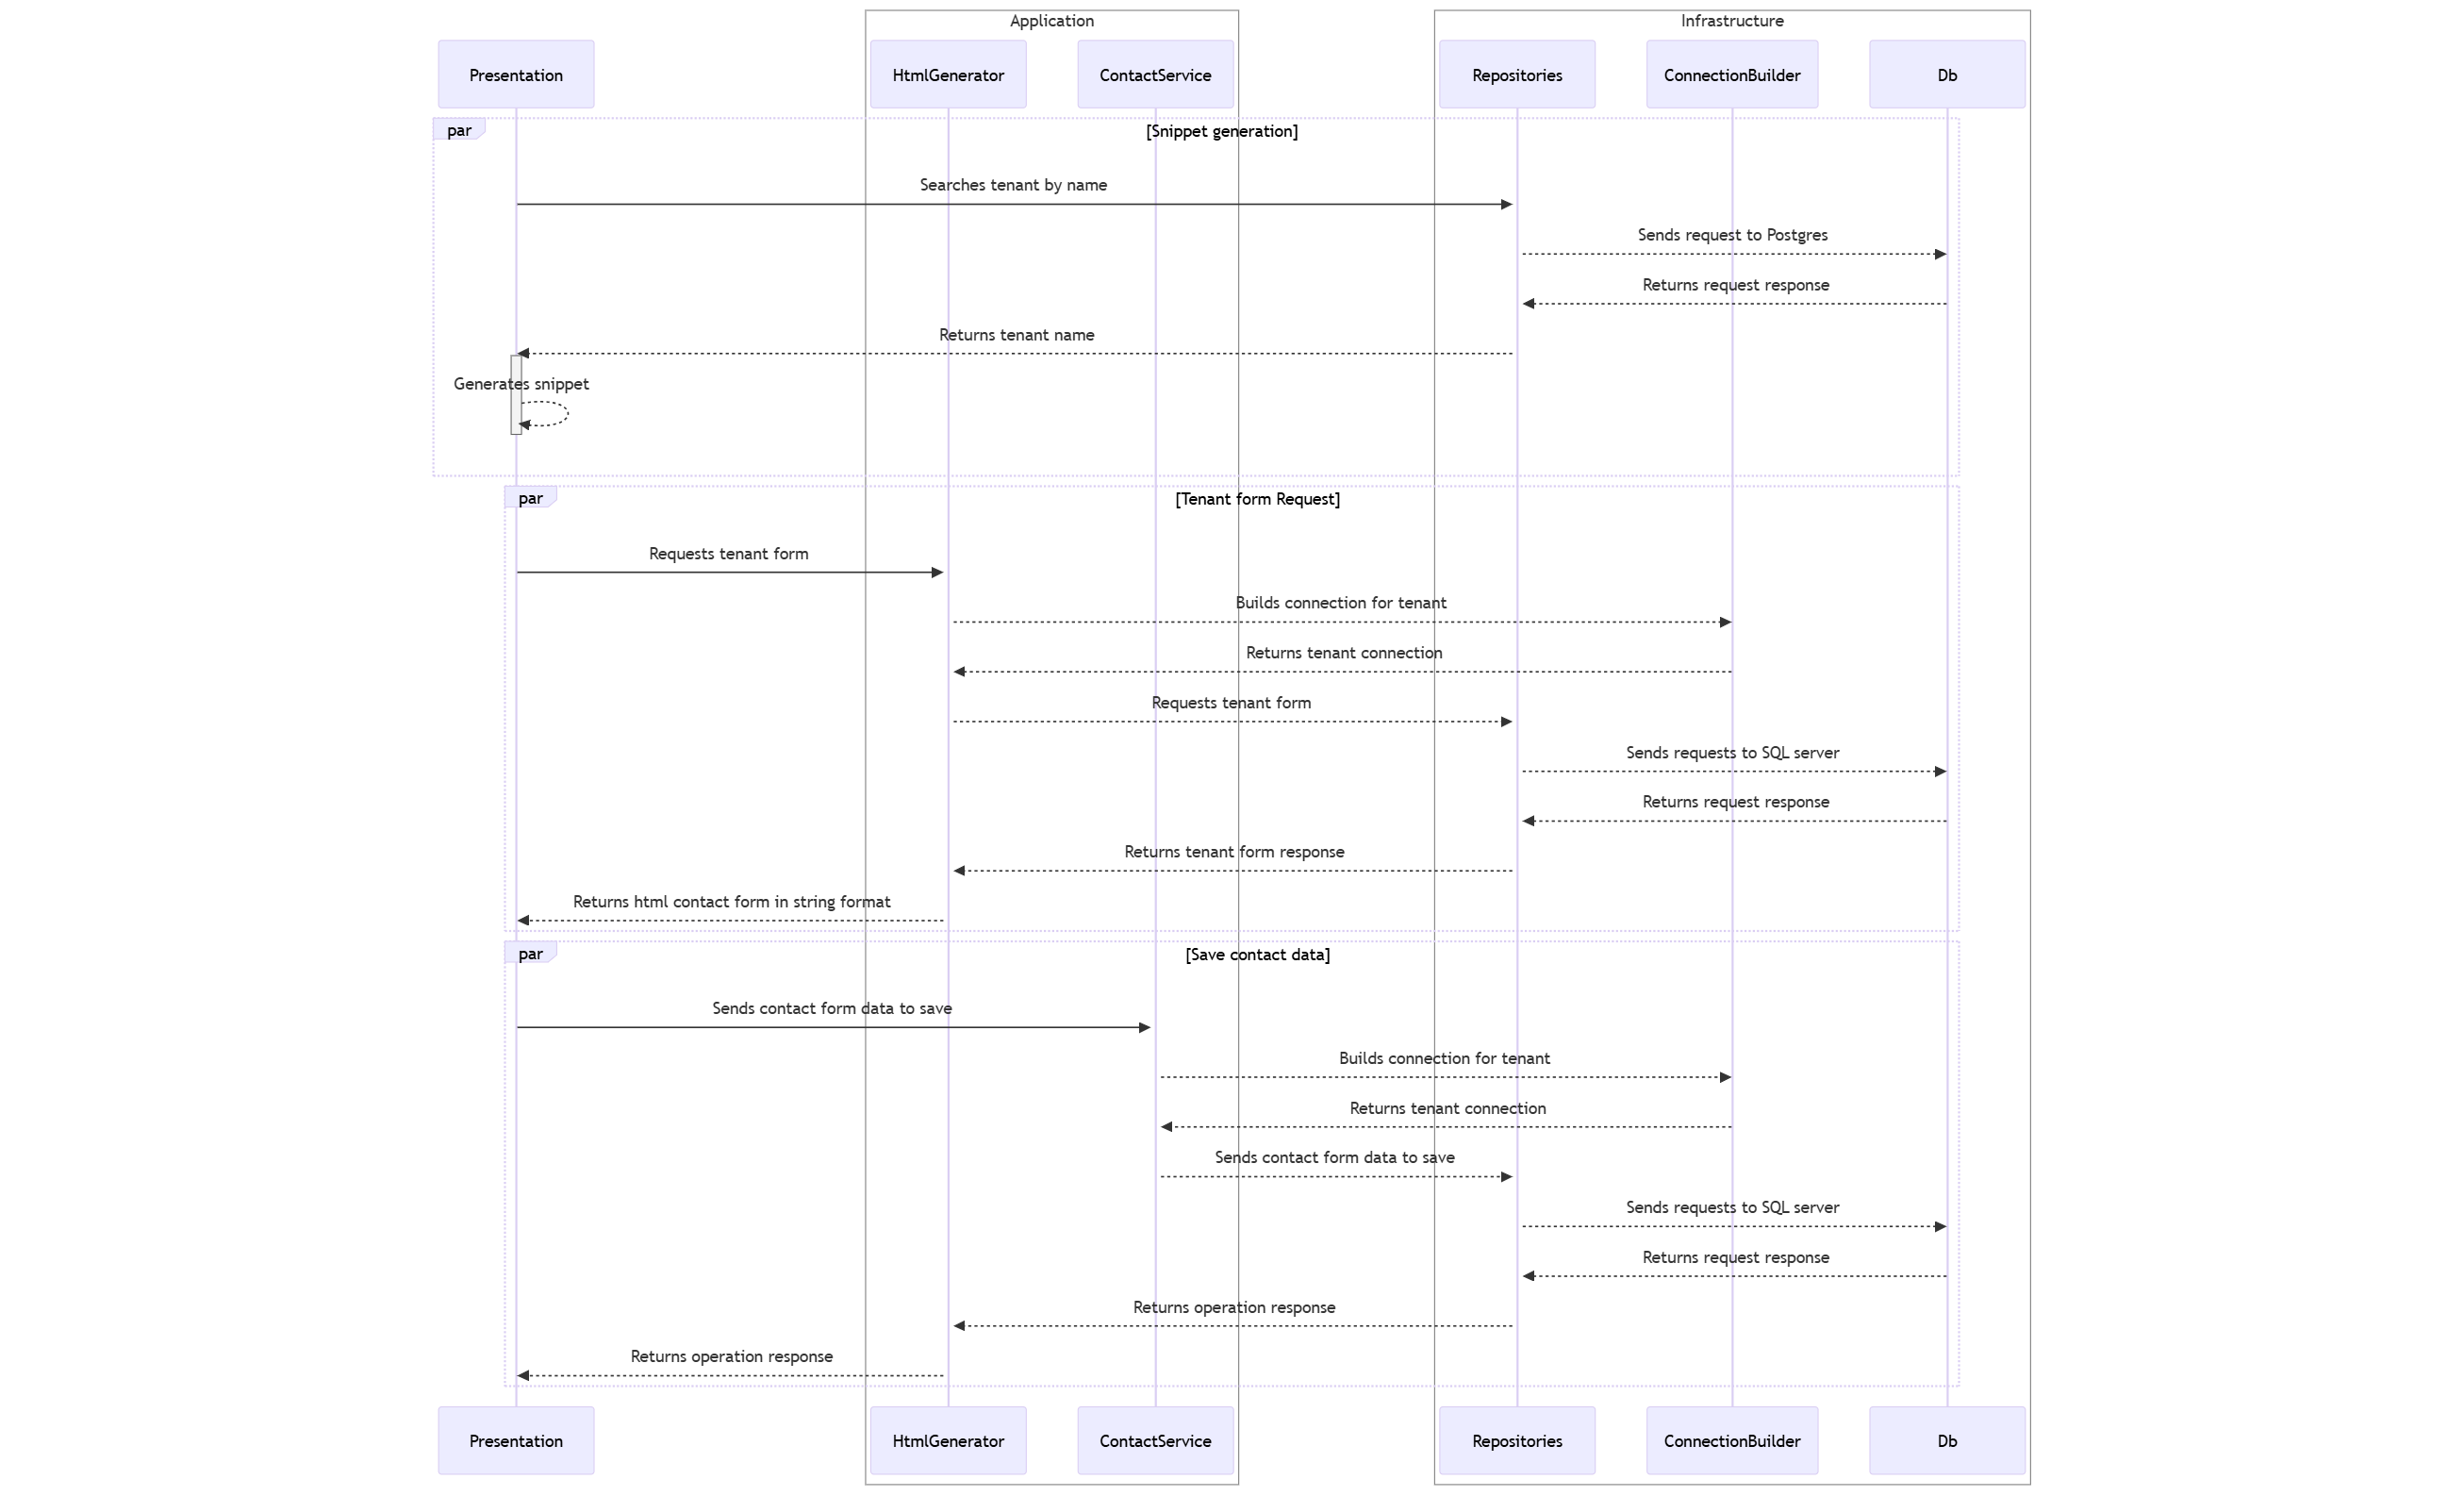 Application
Infrastructure
Presentation
HtmlGenerator
ContactService
Repositories
ConnectionBuilder
Db
par
[Snippet generation]
Searches tenant by name
Sends request to Postgres
Returns request response
Returns tenant name
Generates snippet
par
[Tenant form Request]
Requests tenant form
Builds connection for tenant
Returns tenant connection
Requests tenant form
Sends requests to SQL server
Returns request response
Returns tenant form response
Returns html contact form in string format
par
[Save contact data]
Sends contact form data to save
Builds connection for tenant
Returns tenant connection
Sends contact form data to save
Sends requests to SQL server
Returns request response
Returns operation response
Returns operation response
Presentation
HtmlGenerator
ContactService
Repositories
ConnectionBuilder
Db